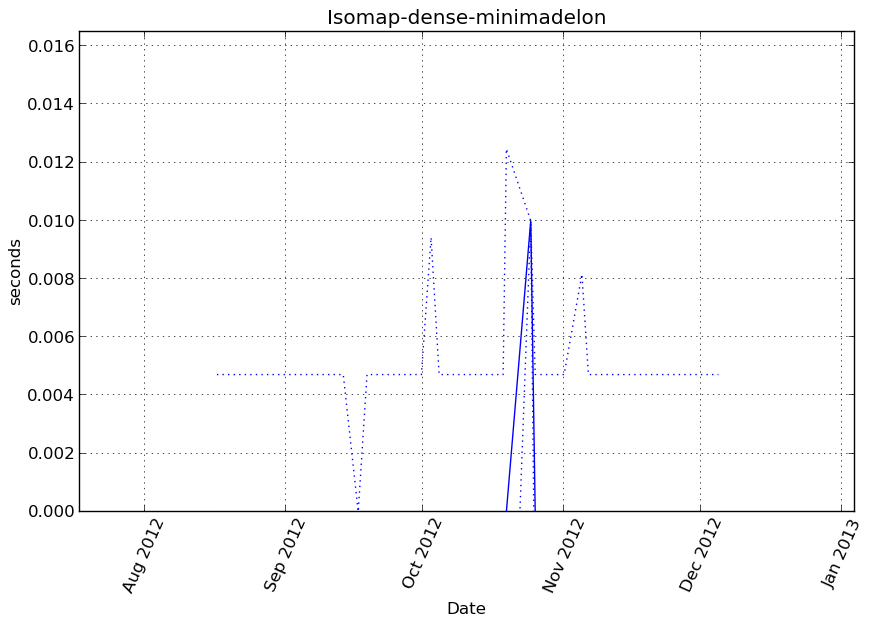 Isomap-dense-minimadelon
0.016
0.014
0.012
0.010
0.008
0.006
0.004
0.002
0.000
seconds
Aug 2012
Sep 2012
Oct 2012
Nov 2012
Dec 2012
Jan 2013
Date